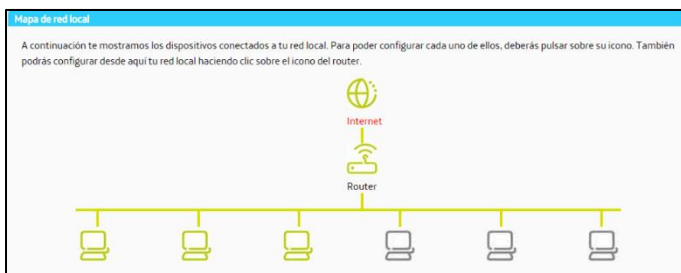 Mapa de red local
A continuación te mostramos los dispositivos conectados a tu red local. Para poder configurar cada uno de ellos, deberás pulsar sobre su icono. También
podrás configurar desde aquí tu red local haciendo clic sobre el icono del router.
Internet
Router